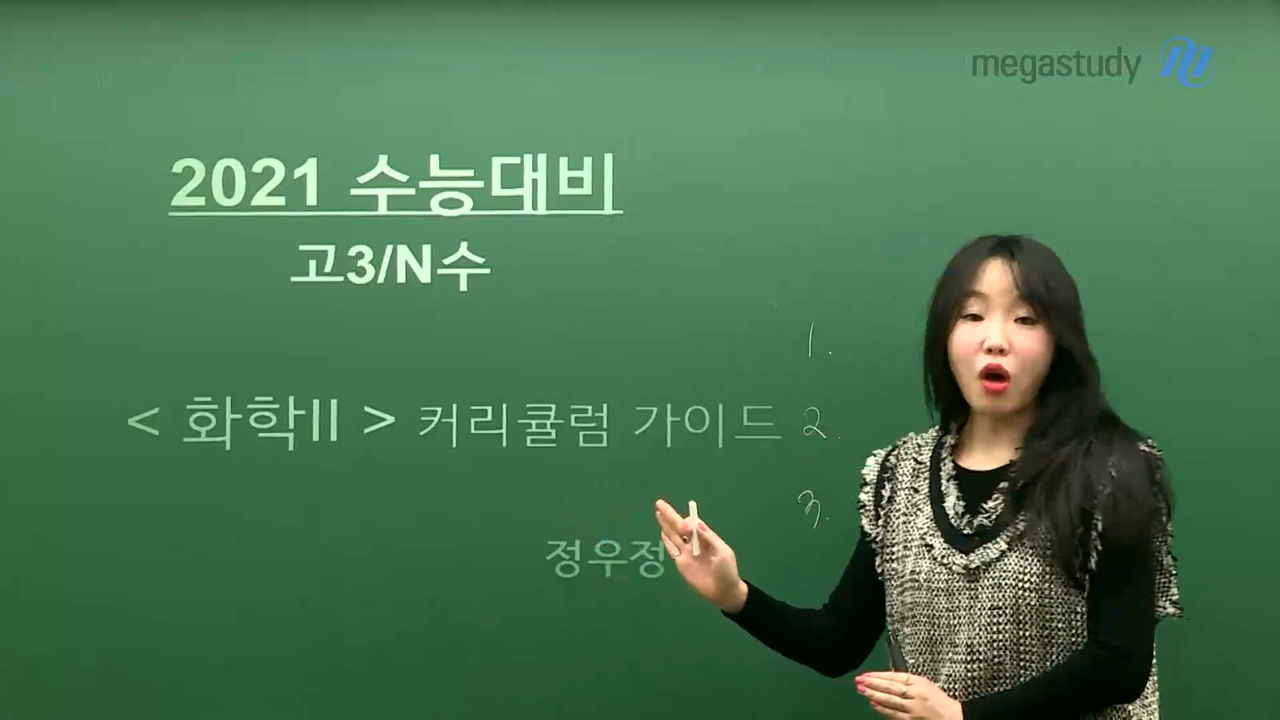 megastudy
2021 수능대비
고3/N수
1.
< 화학II > 커리큘럼 가이드 2.
3.
정우정